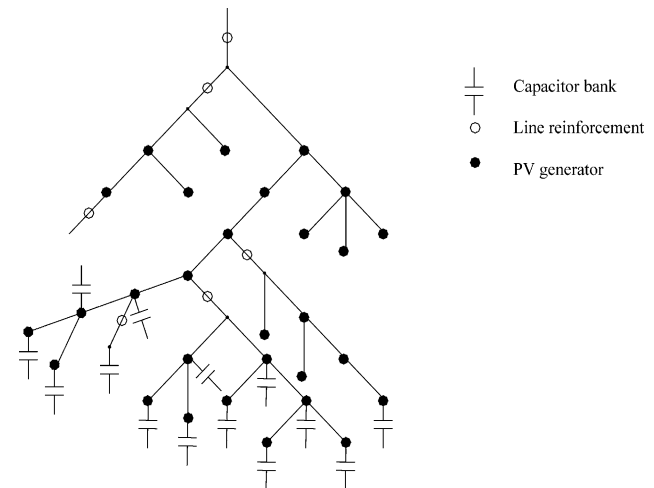 Capacitor bank
Line reinforcement
PV generator